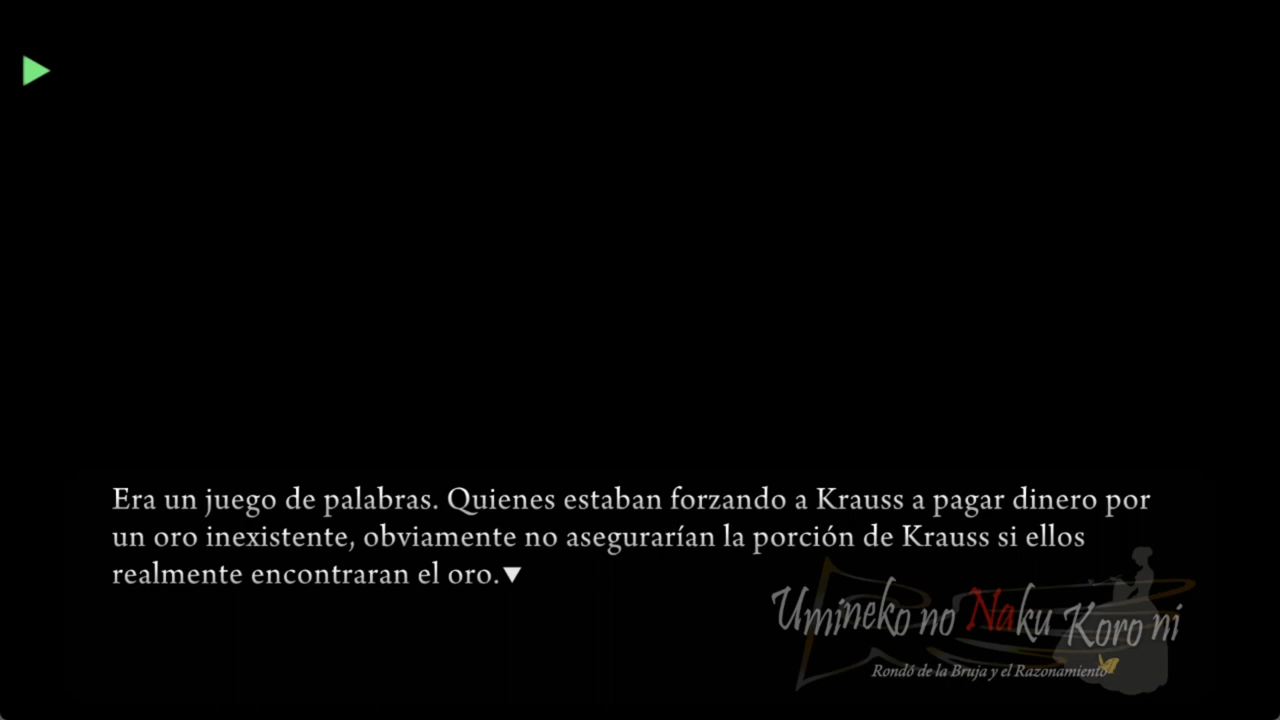 Era un juego de palabras. Quienes estaban forzando a Krauss a pagar dinero por
un oro inexistente, obviamente no asegurarían la porción de Krauss si ellos
realmente encontraran el oro.
Umineko no Naku Koro ni
Rondó de la Bruja y el Razonamiento